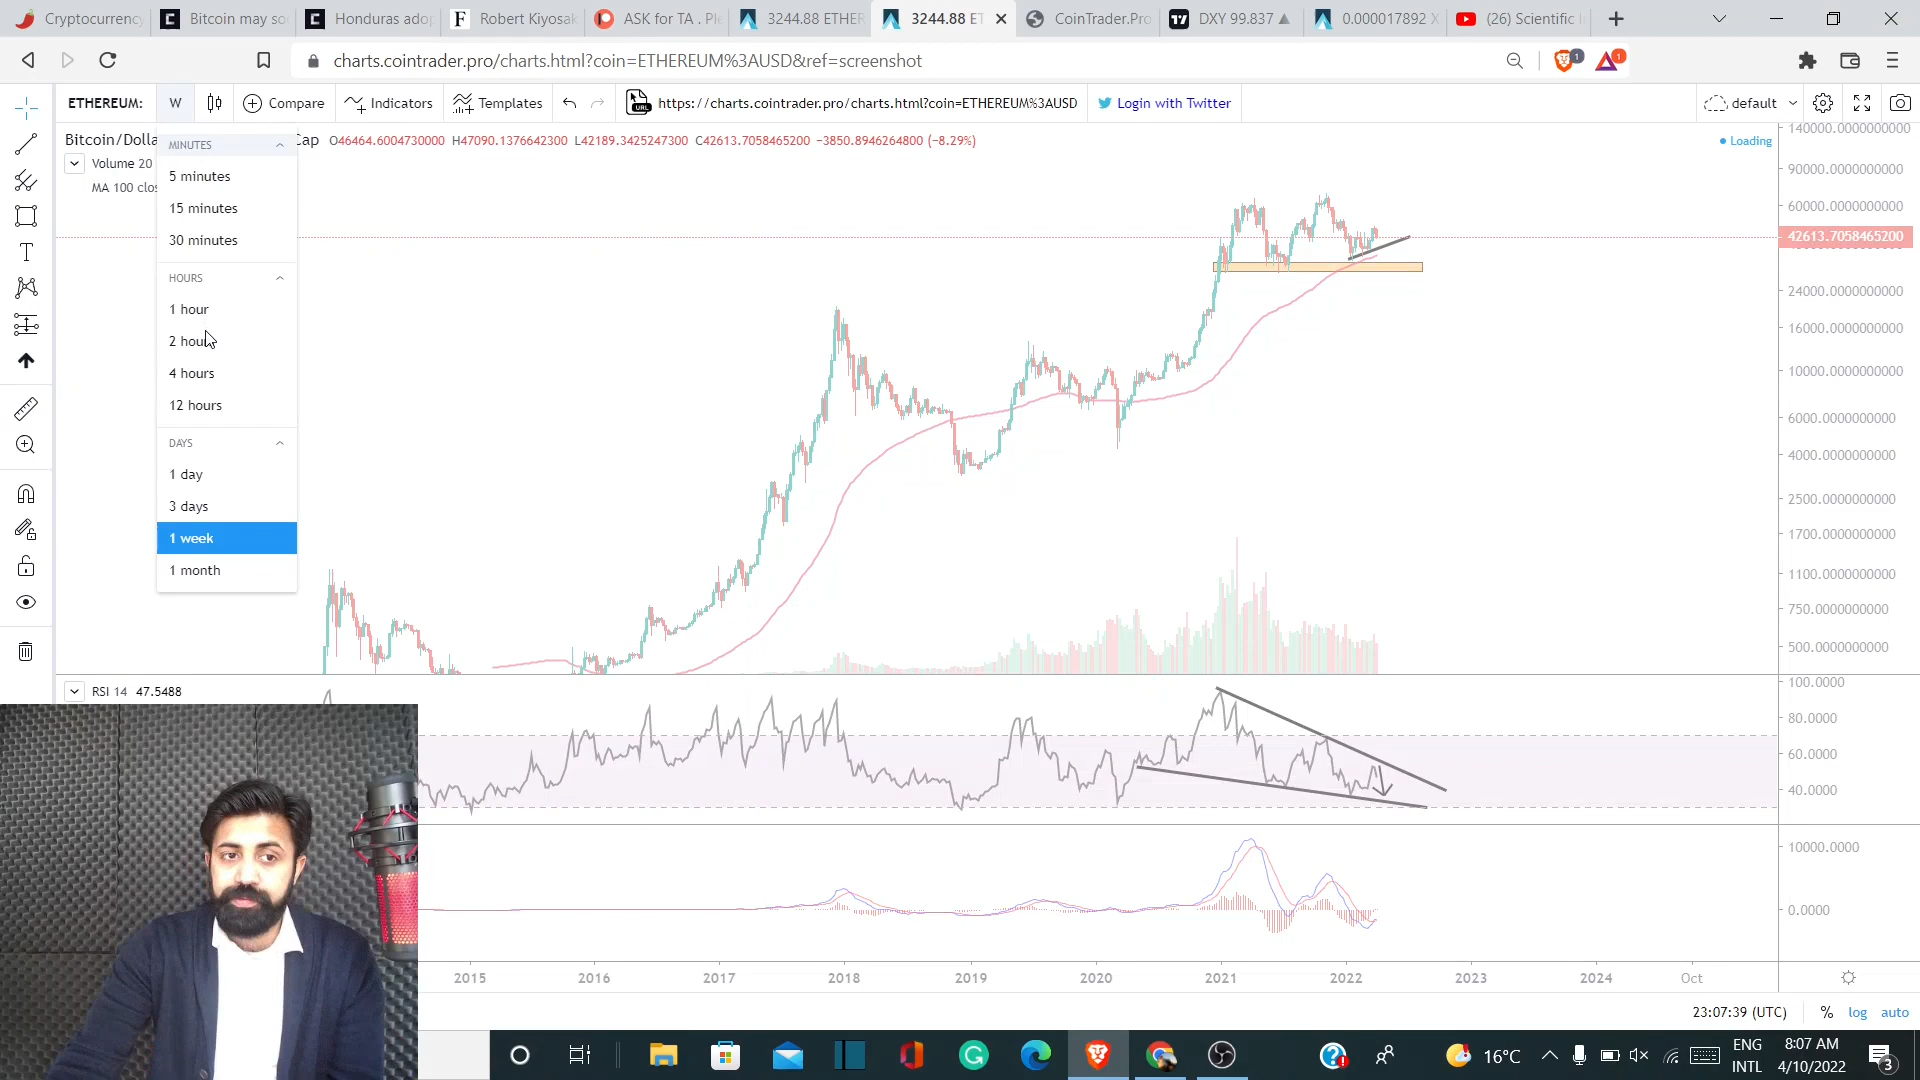 Cryptocurrency
Bitcoin may so
Honduras adop
Robert Kiyosak
ASK for TA . Pl
3244.88 ETHER
3244.88 ET
CoinTrader.Pro
DXY 99.837 ▲
0.000017892 X
(26) Scientific I
charts.cointrader.pro/charts.html?coin=ETHEREUM%3AUSD&ref=screenshot
1
1
ETHEREUM:
W
Compare
Indicators
Templates
URL
https://charts.cointrader.pro/charts.html?coin=ETHEREUM%3AUSD
Login with Twitter
default
Bitcoin/Dolla
Cap O46464.6004730000 H47090.1376642300 L42189.3425247300 C42613.7058465200 −3850.8946264800 (−8.29%)
Loading
Volume 20
MA 100 clos
MINUTES
5 minutes
15 minutes
30 minutes
HOURS
1 hour
2 hours
4 hours
12 hours
DAYS
1 day
3 days
1 week
1 month
140000.0000000000
90000.0000000000
60000.0000000000
42613.7058465200
24000.0000000000
16000.0000000000
10000.0000000000
6000.0000000000
4000.0000000000
2500.0000000000
1700.0000000000
1100.0000000000
750.0000000000
500.0000000000
RSI 14 47.5488
100.0000
80.0000
60.0000
40.0000
10000.0000
0.0000
2015
2016
2017
2018
2019
2020
2021
2022
2023
2024
Oct
23:07:39 (UTC)
%
log
auto
16°C
ENG
INTL
8:07 AM
4/10/2022
3